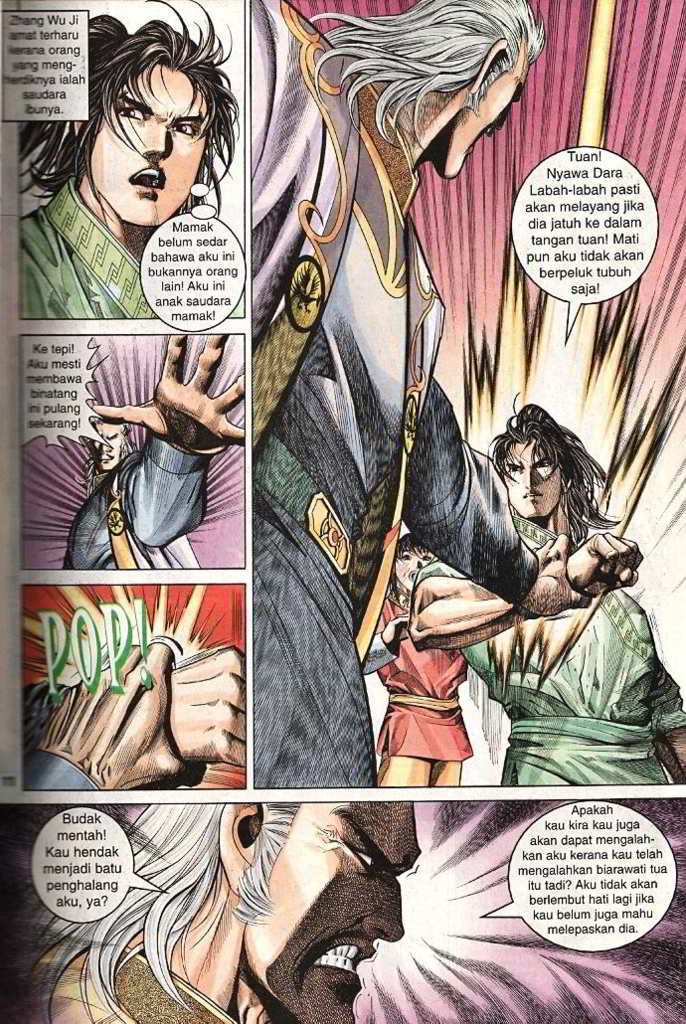 Zhang Wu Ji
amat terharu
kerana orang
yang meng-
herdiknya ialah
saudara
ibunya.
Mamak
belum sedar
bahawa aku ini
bukannya orang
lain! Aku ini
anak saudara
mamak!
Ke tepi!
Aku mesti
membawa
binatang
ini pulang
sekarang!
POP!
Tuan!
Nyawa Dara
Labah-labah pasti
akan melayang jika
dia jatuh ke dalam
tangan tuan! Mati
pun aku tidak akan
berpeluk tubuh
saja!
Budak
mentah!
Kau hendak
menjadi batu
penghalang
aku, ya?
Apakah
kau kira kau juga
akan dapat mengalah-
kan aku kerana kau telah
mengalahkan biarawati tua
itu tadi? Aku tidak akan
berlembut hati lagi jika
kau belum juga mahu
melepaskan dia.